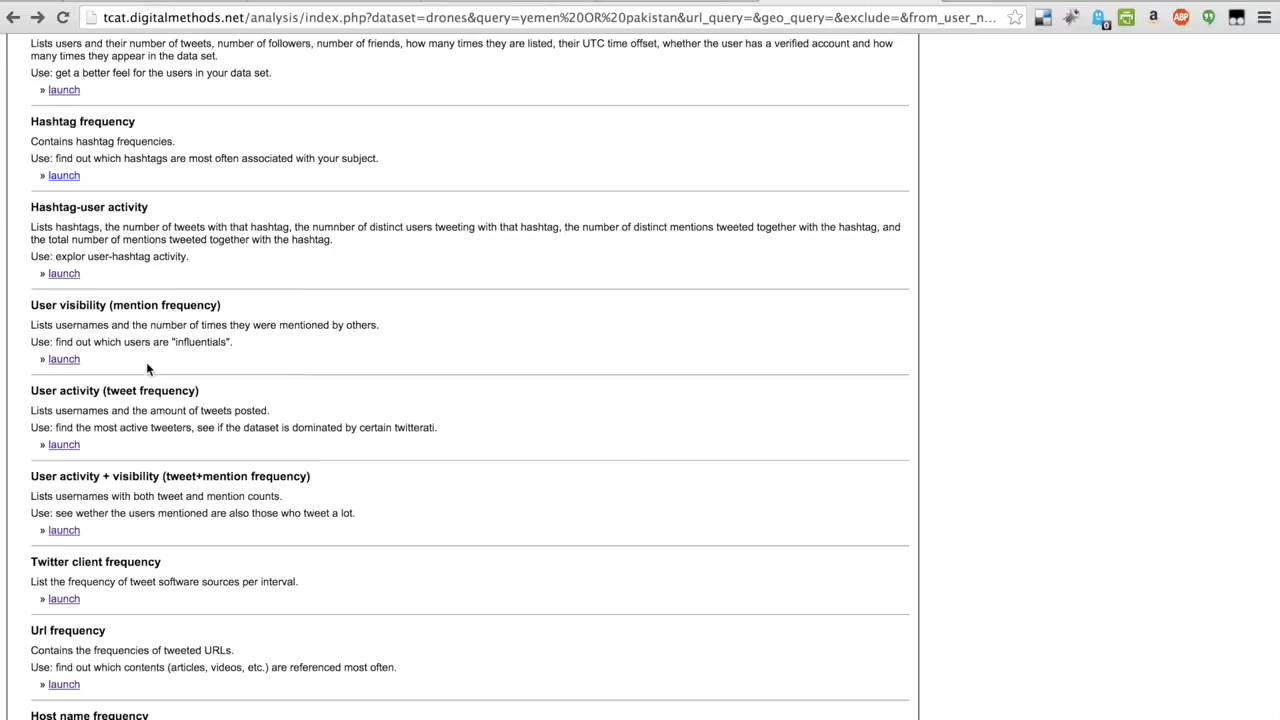 tcat.digitalmethods.net/analysis/index.php?dataset=drones&query=yemen%20OR%20pakistan&url_query=&geo_query=&exclude=&from_user_n...
0
Lists users and their number of tweets, number of followers, number of friends, how many times they are listed, their UTC time offset, whether the user has a verified account and how
many times they appear in the data set.
Use: get a better feel for the users in your data set.
» launch
Hashtag frequency
Contains hashtag frequencies.
Use: find out which hashtags are most often associated with your subject.
» launch
Hashtag-user activity
Lists hashtags, the number of tweets with that hashtag, the numnber of distinct users tweeting with that hashtag, the number of distinct mentions tweeted together with the hashtag, and
the total number of mentions tweeted together with the hashtag.
Use: explor user-hashtag activity.
» launch
User visibility (mention frequency)
Lists usernames and the number of times they were mentioned by others.
Use: find out which users are "influentials".
» launch
User activity (tweet frequency)
Lists usernames and the amount of tweets posted.
Use: find the most active tweeters, see if the dataset is dominated by certain twitterati.
» launch
User activity + visibility (tweet+mention frequency)
Lists usernames with both tweet and mention counts.
Use: see wether the users mentioned are also those who tweet a lot.
» launch
Twitter client frequency
List the frequency of tweet software sources per interval.
» launch
Url frequency
Contains the frequencies of tweeted URLs.
Use: find out which contents (articles, videos, etc.) are referenced most often.
» launch
Host name frequency